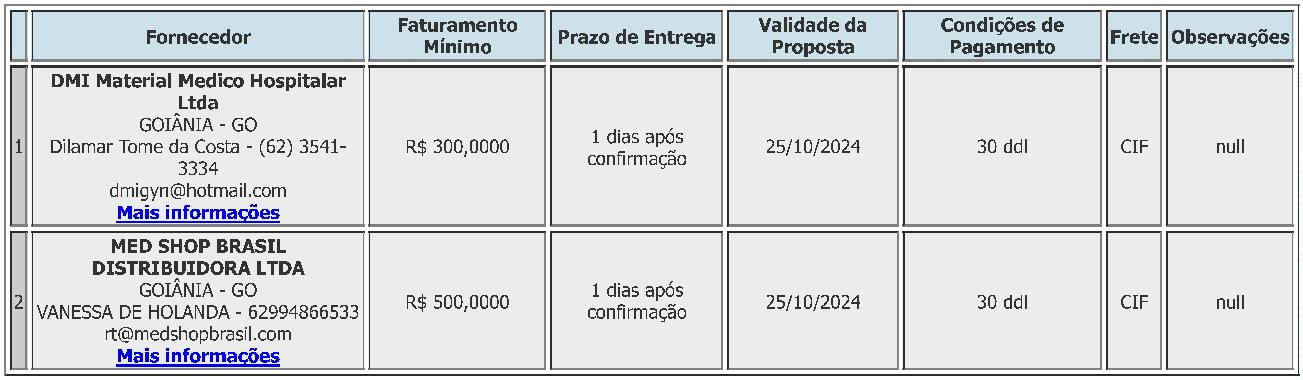 Fornecedor
Faturamento
Mínimo
Prazo de Entrega
Validade da
Proposta
Condições de
Pagamento
Frete
Observações
1
DMI Material Medico Hospitalar
Ltda
GOIÂNIA - GO
Dilamar Tome da Costa - (62) 3541-
3334
dmigyn@hotmail.com
Mais informações
R$ 300,0000
1 dias após
confirmação
25/10/2024
30 ddl
CIF
null
2
MED SHOP BRASIL
DISTRIBUIDORA LTDA
GOIÂNIA - GO
VANESSA DE HOLANDA - 62994866533
rt@medshopbrasil.com
Mais informações
R$ 500,0000
1 dias após
confirmação
25/10/2024
30 ddl
CIF
null